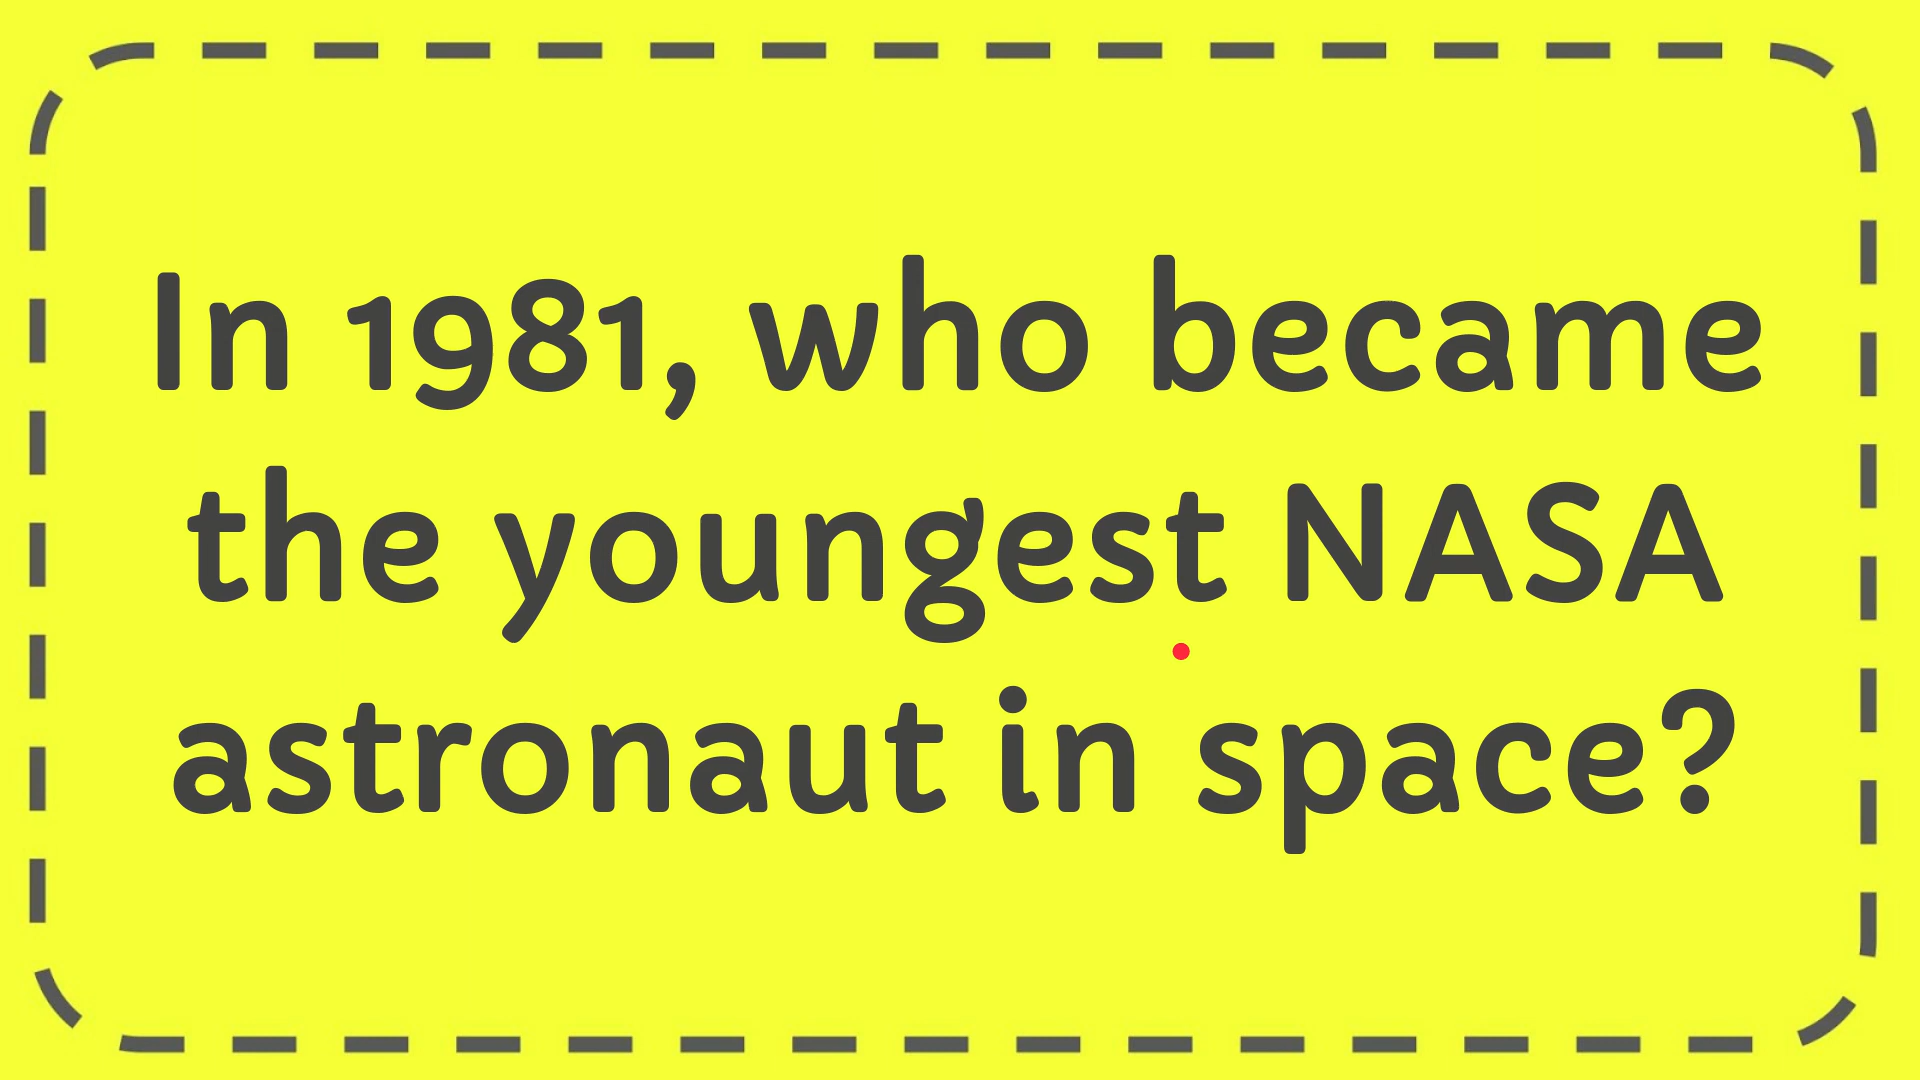 In 1981, who became
the youngest NASA
astronaut in space?